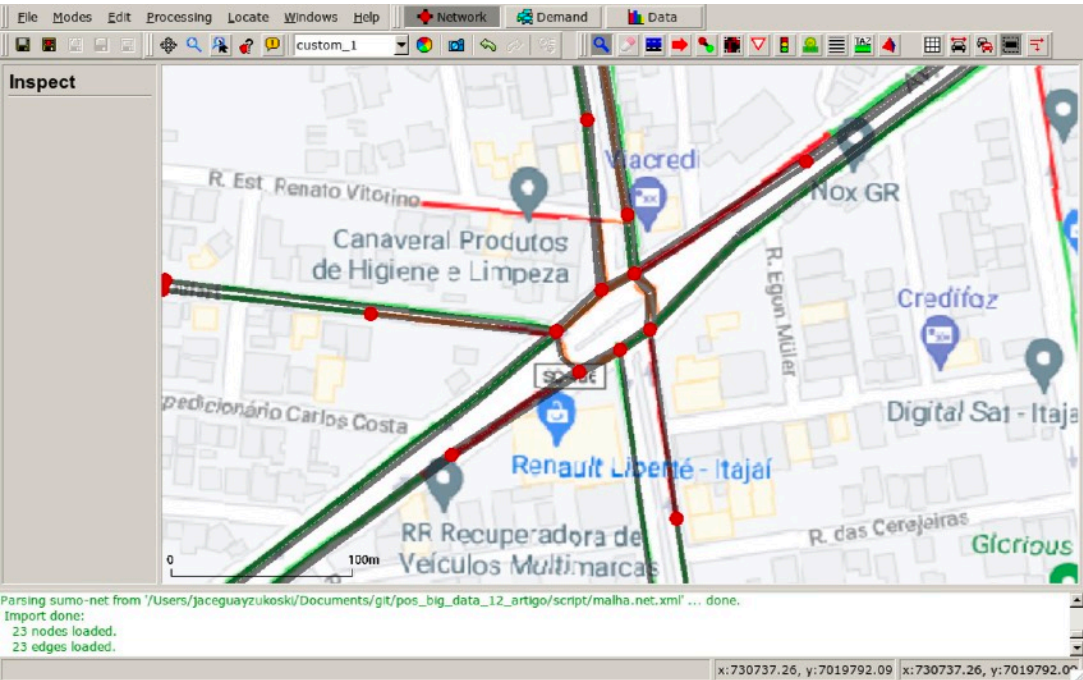 File Modes Edit Processing Locate Windows Help Network Demand Data
custom_1 TAZ
Inspect
Viacredi
R. Est. Renato Vitorino
Nox GR
Canaveral Produtos
de Higiene e Limpeza
R. Egon Müller
Credifoz
pedicionário Carlos Costa
Digital Sat - Itaja
Renault Liberté - Itajaí
RR Recuperadora de
Veículos Multimarcas
R. das Cerejeiras
Glorious
0 100m
Parsing sumo-net from '/Users/jaceguayzukoski/Documents/git/pos_big_data_12_artigo/script/malha.net.xml' ... done.
Import done:
23 nodes loaded.
23 edges loaded.
x:730737.26, y:7019792.09 x:730737.26, y:7019792.09